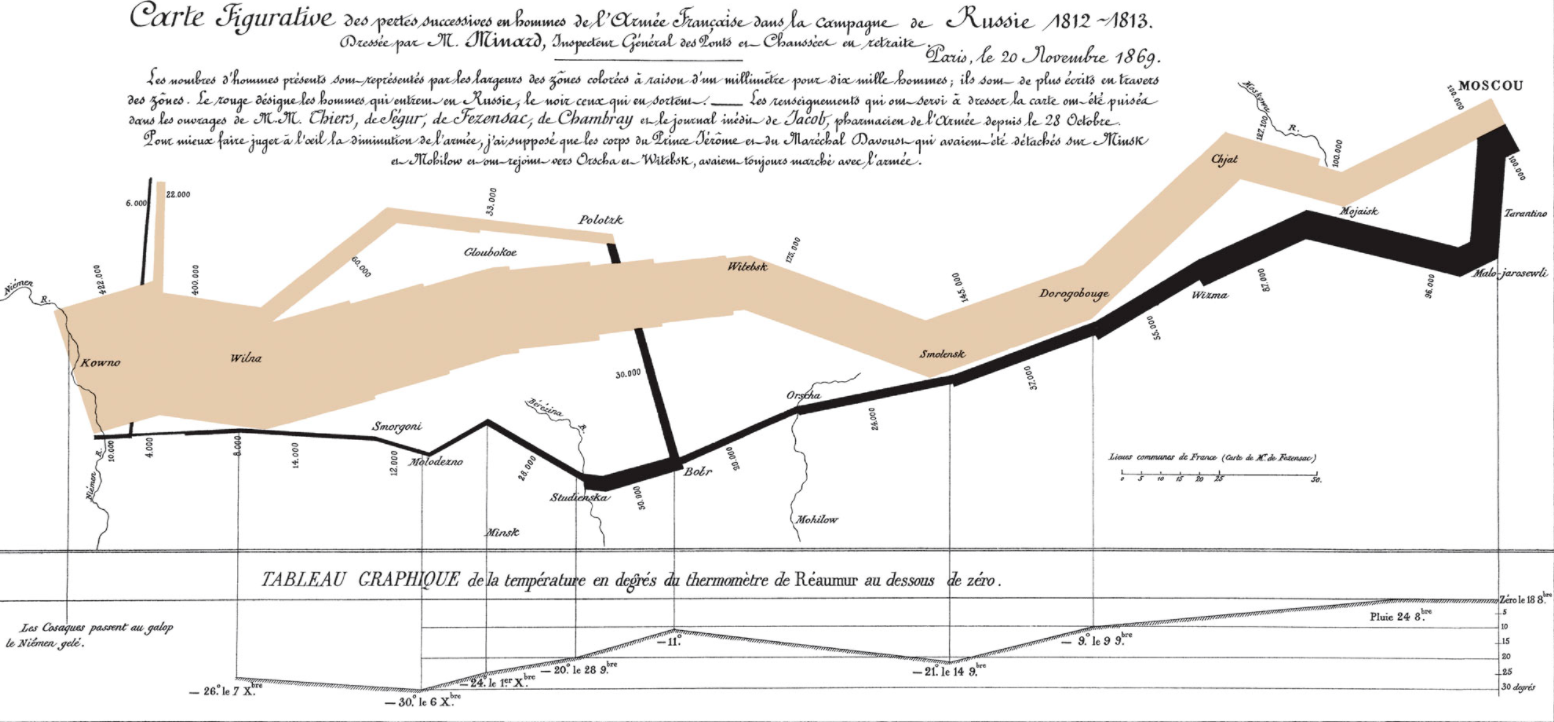 Carte Figurative des pertes successives en hommes de l'Armée Française dans la campagne de Russie 1812~1813.
Dressée par M. Minard, Inspecteur Général des Ponts et Chaussées en retraite.
Paris, le 20 Novembre 1869.
Les nombres d'hommes présents sont représentés par les largeurs des zônes colorées à raison d'un millimètre pour dix mille hommes; ils sont de plus écrits en travers
des zônes. Le rouge désigne les hommes qui entrent en Russie, le noir ceux qui en sortent. ___ Les renseignements qui ont servi à dresser la carte ont été puisés
dans les ouvrages de M.M. Chiers, de Ségur, de Fezensac, de Chambray et le journal inédit de Jacob, pharmacien de l'Armée depuis le 28 Octobre.
Pour mieux faire juger à l'œil la diminution de l'armée, j'ai supposé que les corps du Prince Jérôme et du Maréchal Davoust qui avaient été détachés sur Minsk
et Mohilow et ont rejoint vers Orscha et Witebsk, avaient toujours marché avec l'armée.
Moskowa R.
100.000
MOSCOU
127.100
100.000
100.000
Chjat
Mojaisk
Tarantino
Malo-jarosewli
6.000
22.000
33.000
Polotzk
Gloubokoe
60.000
175.000
Witebsk
422.000
400.000
Niémen R.
145.000
Dorogobouge
Wizma
87.000
96.000
55.000
Kowno
Wilna
Smolensk
37.000
30.000
Orscha
24.000
Bérézina R.
Smorgoni
Molodezno
10.000
4.000
8.000
14.000
12.000
28.000
Studienska
50.000
Bobr
20.000
Niémen R.
Minsk
Mohilow
Lieues communes de France (Carte de M. de Fezensac)
0 5 10 15 20 25 50.
TABLEAU GRAPHIQUE de la température en degrés du thermomètre de Réaumur au dessous de zéro.
Les Cosaques passent au galop
le Niémen gelé.
Zéro le 18 8.bre
5
10
15
20
25
30 degrés
Pluie 24 8.bre
— 9.° le 9 9.bre
— 21.° le 14 9.bre
— 11.°
— 20.° le 28 9.bre
— 24.° le 1.er X.bre
— 30.° le 6 X.bre
— 26.° le 7 X.bre